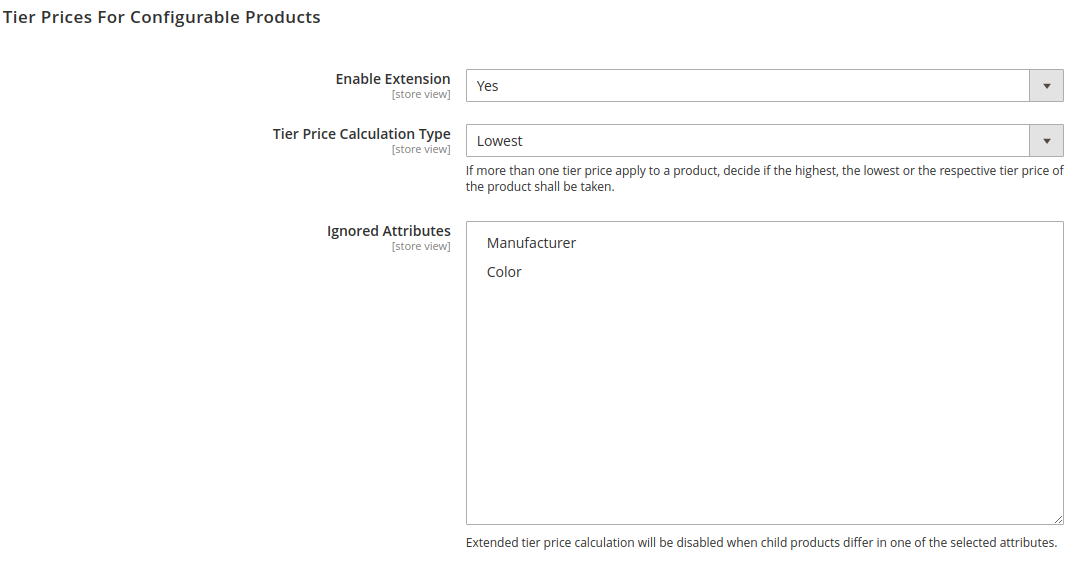 Tier Prices For Configurable Products
Enable Extension
[store view]
Yes
Tier Price Calculation Type
[store view]
Lowest
If more than one tier price apply to a product, decide if the highest, the lowest or the respective tier price of
the product shall be taken.
Ignored Attributes
[store view]
Manufacturer
Color
Extended tier price calculation will be disabled when child products differ in one of the selected attributes.